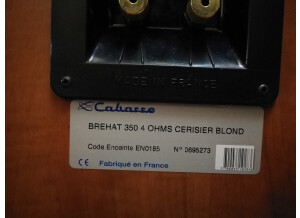 MADE IN FRANCE
Cabasse
BREHAT 350 4 OHMS CERISIER BLOND
Code Enceinte EN0185 N° 0695273
CE Fabriqué en France